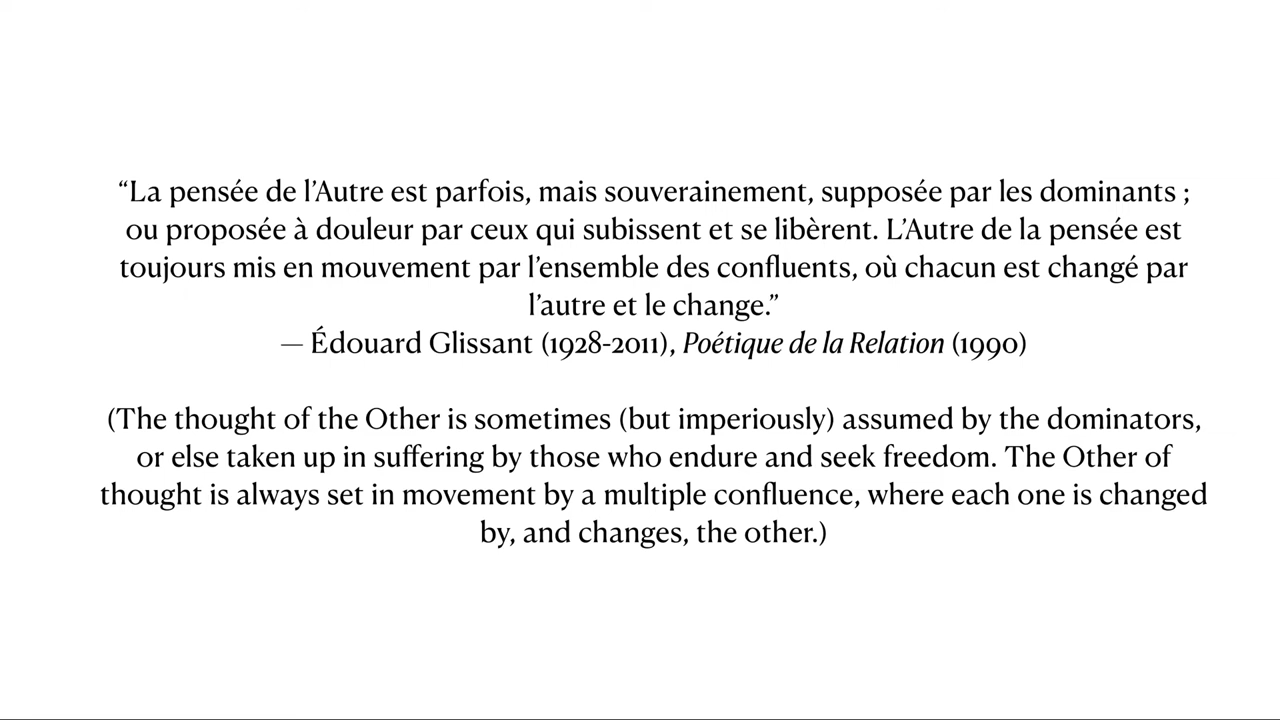 “La pensée de l’Autre est parfois, mais souverainement, supposée par les dominants ;
ou proposée à douleur par ceux qui subissent et se libèrent. L’Autre de la pensée est
toujours mis en mouvement par l’ensemble des confluents, où chacun est changé par
l’autre et le change.”
— Édouard Glissant (1928-2011), Poétique de la Relation (1990)
(The thought of the Other is sometimes (but imperiously) assumed by the dominators,
or else taken up in suffering by those who endure and seek freedom. The Other of
thought is always set in movement by a multiple confluence, where each one is changed
by, and changes, the other.)